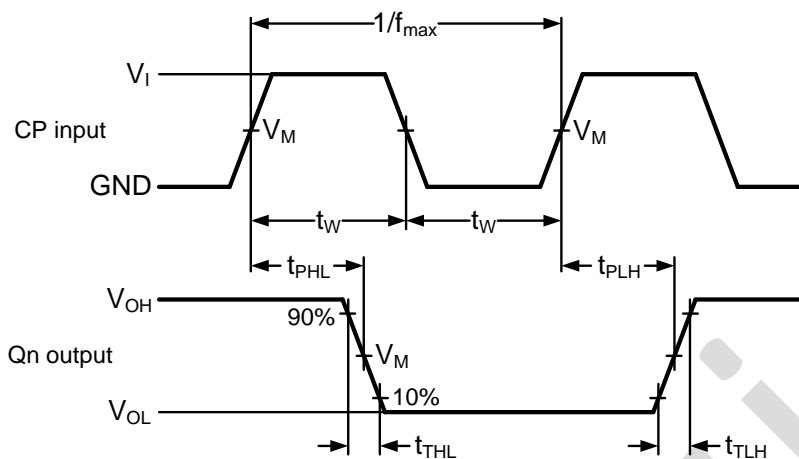 1/fmax
VI
CP input
VM
VM
GND
tW
tW
tPHL
tPLH
VOH
90%
Qn output
VM
10%
VOL
tTHL
tTLH